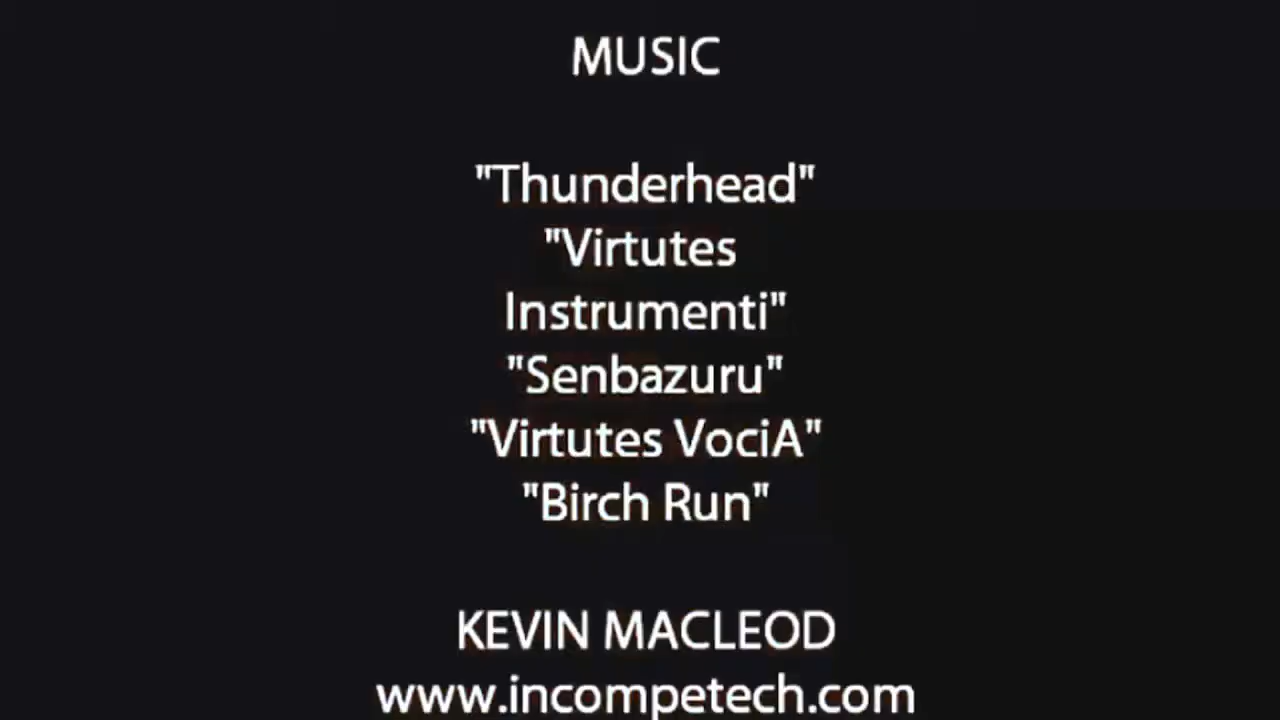 MUSIC
"Thunderhead"
"Virtutes
Instrumenti"
"Senbazuru"
"Virtutes VociA"
"Birch Run"
KEVIN MACLEOD
www.incompetech.com